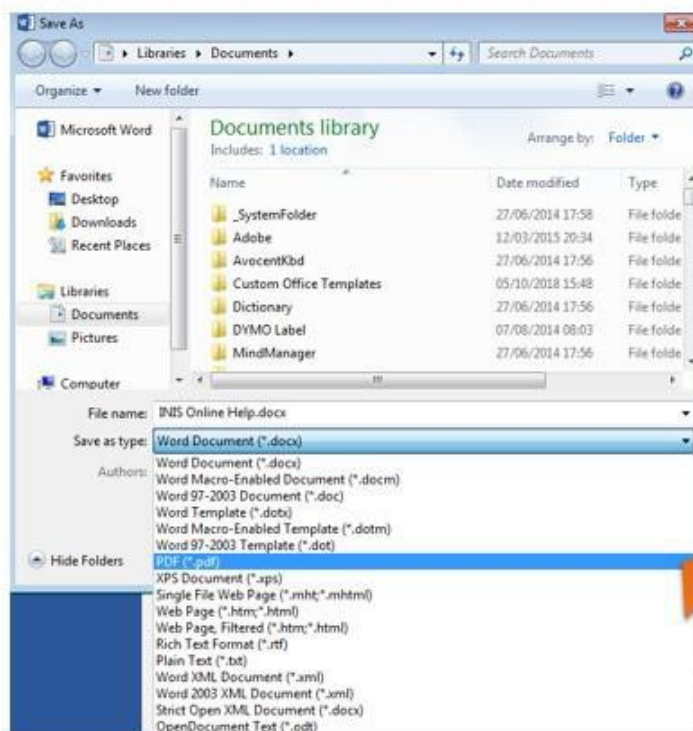 Save As
Libraries Documents
Search Documents
Organize New folder
Microsoft Word
Favorites
Desktop
Downloads
Recent Places
Libraries
Documents
Pictures
Computer
Documents library
Includes: 1 location
Arrange by: Folder
Name Date modified Type
_SystemFolder 27/06/2014 17:58 File folde
Adobe 12/03/2015 20:34 File folde
AvocentKbd 27/06/2014 17:56 File folde
Custom Office Templates 05/10/2018 15:48 File folde
Dictionary 27/06/2014 17:56 File folde
DYMO Label 07/08/2014 08:03 File folde
MindManager 27/06/2014 17:56 File folde
File name: INIS Online Help.docx
Save as type: Word Document (*.docx)
Authors:
Word Document (*.docx)
Word Macro-Enabled Document (*.docm)
Word 97-2003 Document (*.doc)
Word Template (*.dotx)
Word Macro-Enabled Template (*.dotm)
Word 97-2003 Template (*.dot)
Hide Folders
PDF (*.pdf)
XPS Document (*.xps)
Single File Web Page (*.mht;*.mhtml)
Web Page (*.htm;*.html)
Web Page, Filtered (*.htm;*.html)
Rich Text Format (*.rtf)
Plain Text (*.txt)
Word XML Document (*.xml)
Word 2003 XML Document (*.xml)
Strict Open XML Document (*.docx)
OpenDocument Text (*.odt)